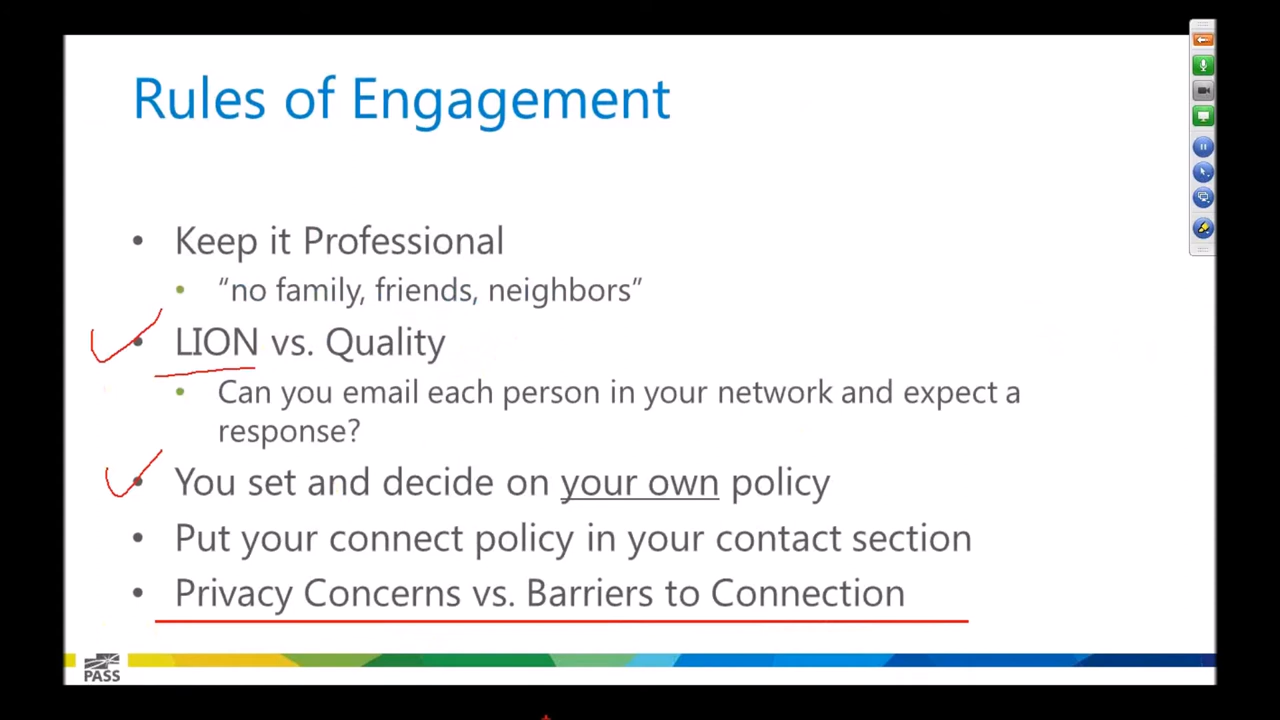 Rules of Engagement
• Keep it Professional
• “no family, friends, neighbors”
• LION vs. Quality
• Can you email each person in your network and expect a
response?
• You set and decide on your own policy
• Put your connect policy in your contact section
• Privacy Concerns vs. Barriers to Connection
PASS